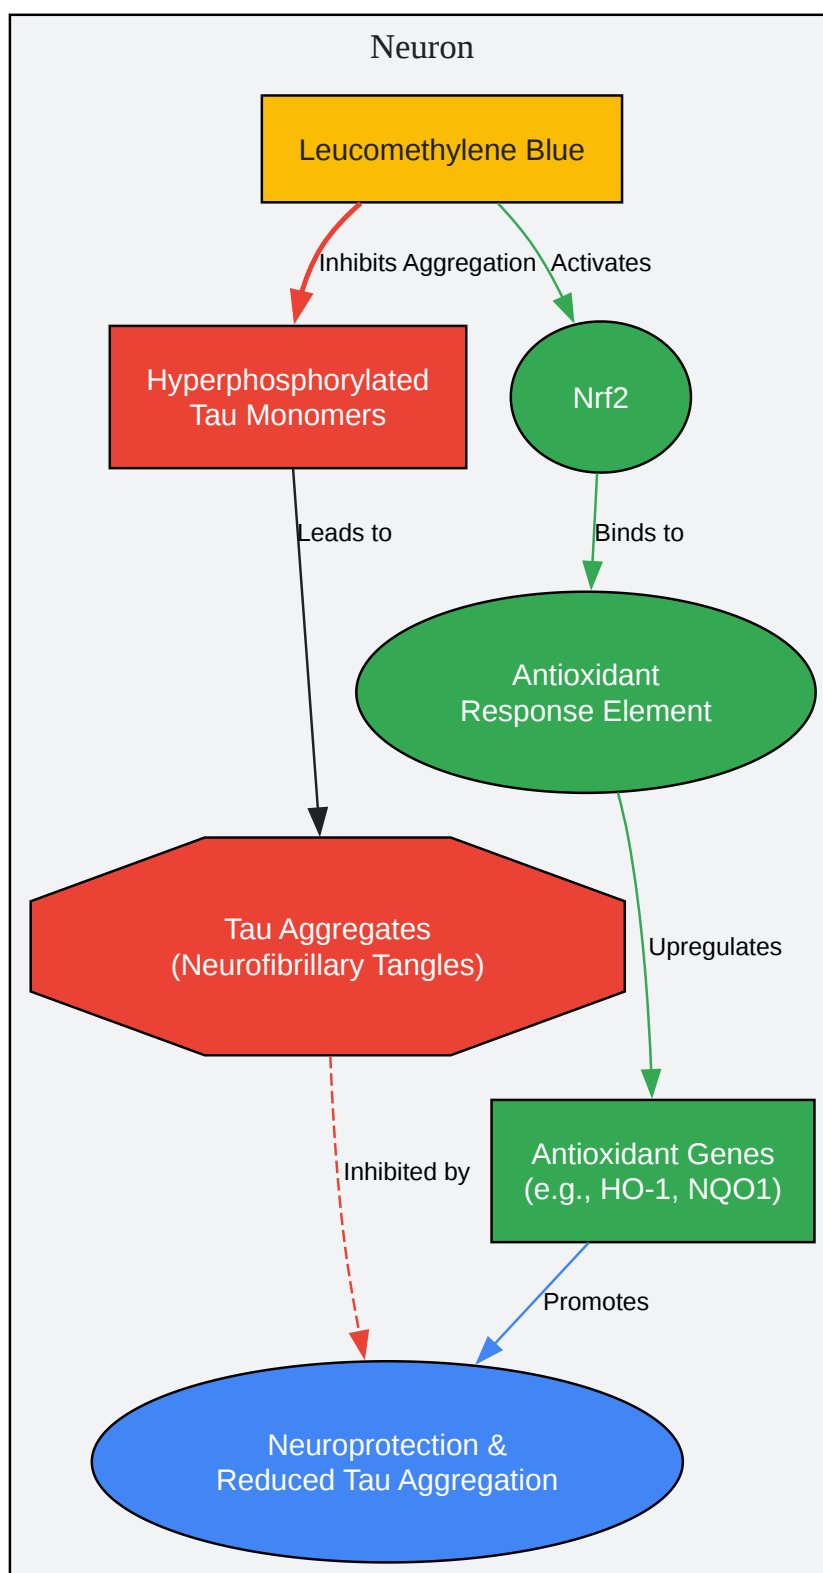 Neuron
Leucomethylene Blue
Inhibits Aggregation
Activates
Hyperphosphorylated
Tau Monomers
Nrf2
Leads to
Binds to
Antioxidant
Response Element
Tau Aggregates
(Neurofibrillary Tangles)
Upregulates
Antioxidant Genes
(e.g., HO-1, NQO1)
Inhibited by
Promotes
Neuroprotection &
Reduced Tau Aggregation